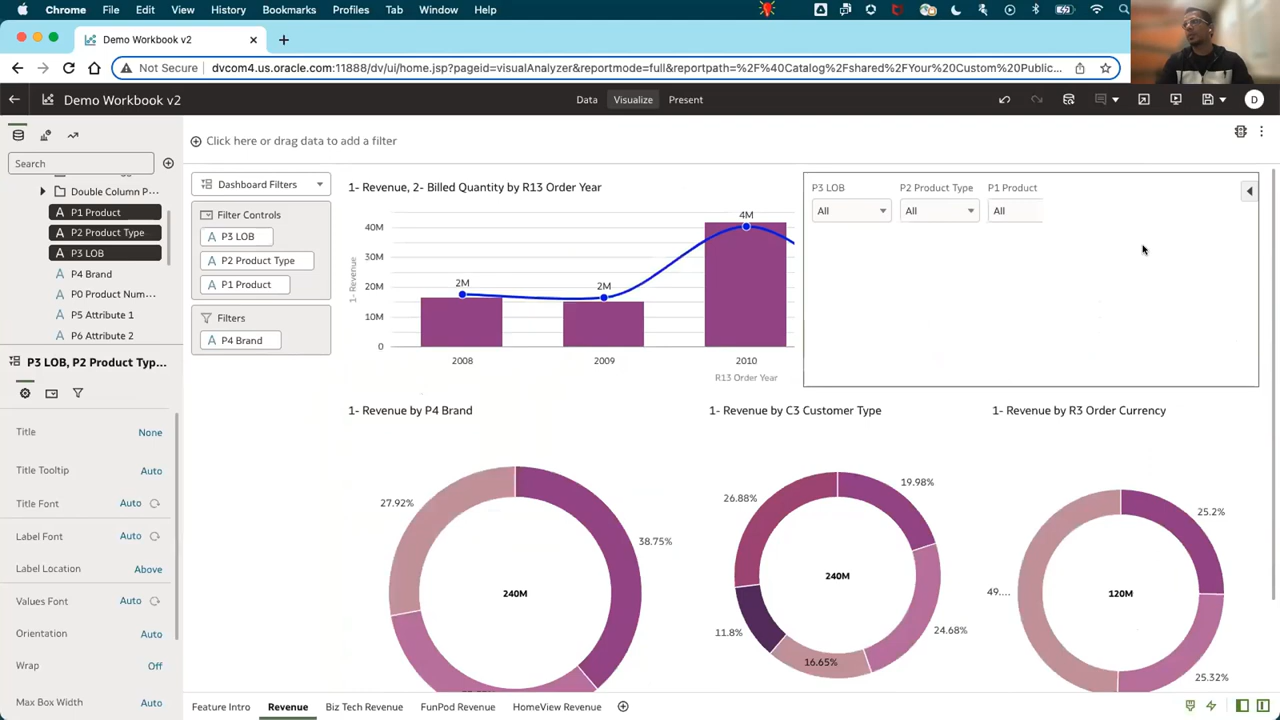 Chrome File Edit View History Bookmarks Profiles Tab Window Help
Demo Workbook v2
Not Secure dvcom4.us.oracle.com:11888/dv/ui/home.jsp?pageid=visualAnalyzer&reportmode=full&reportpath=%2F%40Catalog%2Fshared%2FYour%20Custom%20Public...
Demo Workbook v2
Data Visualize Present
D
Search
Click here or drag data to add a filter
Double Column P...
P1 Product
P2 Product Type
P3 LOB
P4 Brand
P0 Product Num...
P5 Attribute 1
P6 Attribute 2
P3 LOB, P2 Product Typ...
Title None
Title Tooltip Auto
Title Font Auto
Label Font Auto
Label Location Above
Values Font Auto
Orientation Auto
Wrap Off
Max Box Width Auto
Dashboard Filters
Filter Controls
P3 LOB
P2 Product Type
P1 Product
Filters
P4 Brand
1- Revenue, 2- Billed Quantity by R13 Order Year
1- Revenue
40M
30M
20M
10M
0
2M
2M
4M
2008 2009 2010
R13 Order Year
P3 LOB P2 Product Type P1 Product
All All All
1- Revenue by P4 Brand
27.92%
38.75%
240M
1- Revenue by C3 Customer Type
19.98%
26.88%
240M
11.8%
24.68%
16.65%
1- Revenue by R3 Order Currency
25.2%
49....
120M
25.32%
Feature Intro Revenue Biz Tech Revenue FunPod Revenue HomeView Revenue